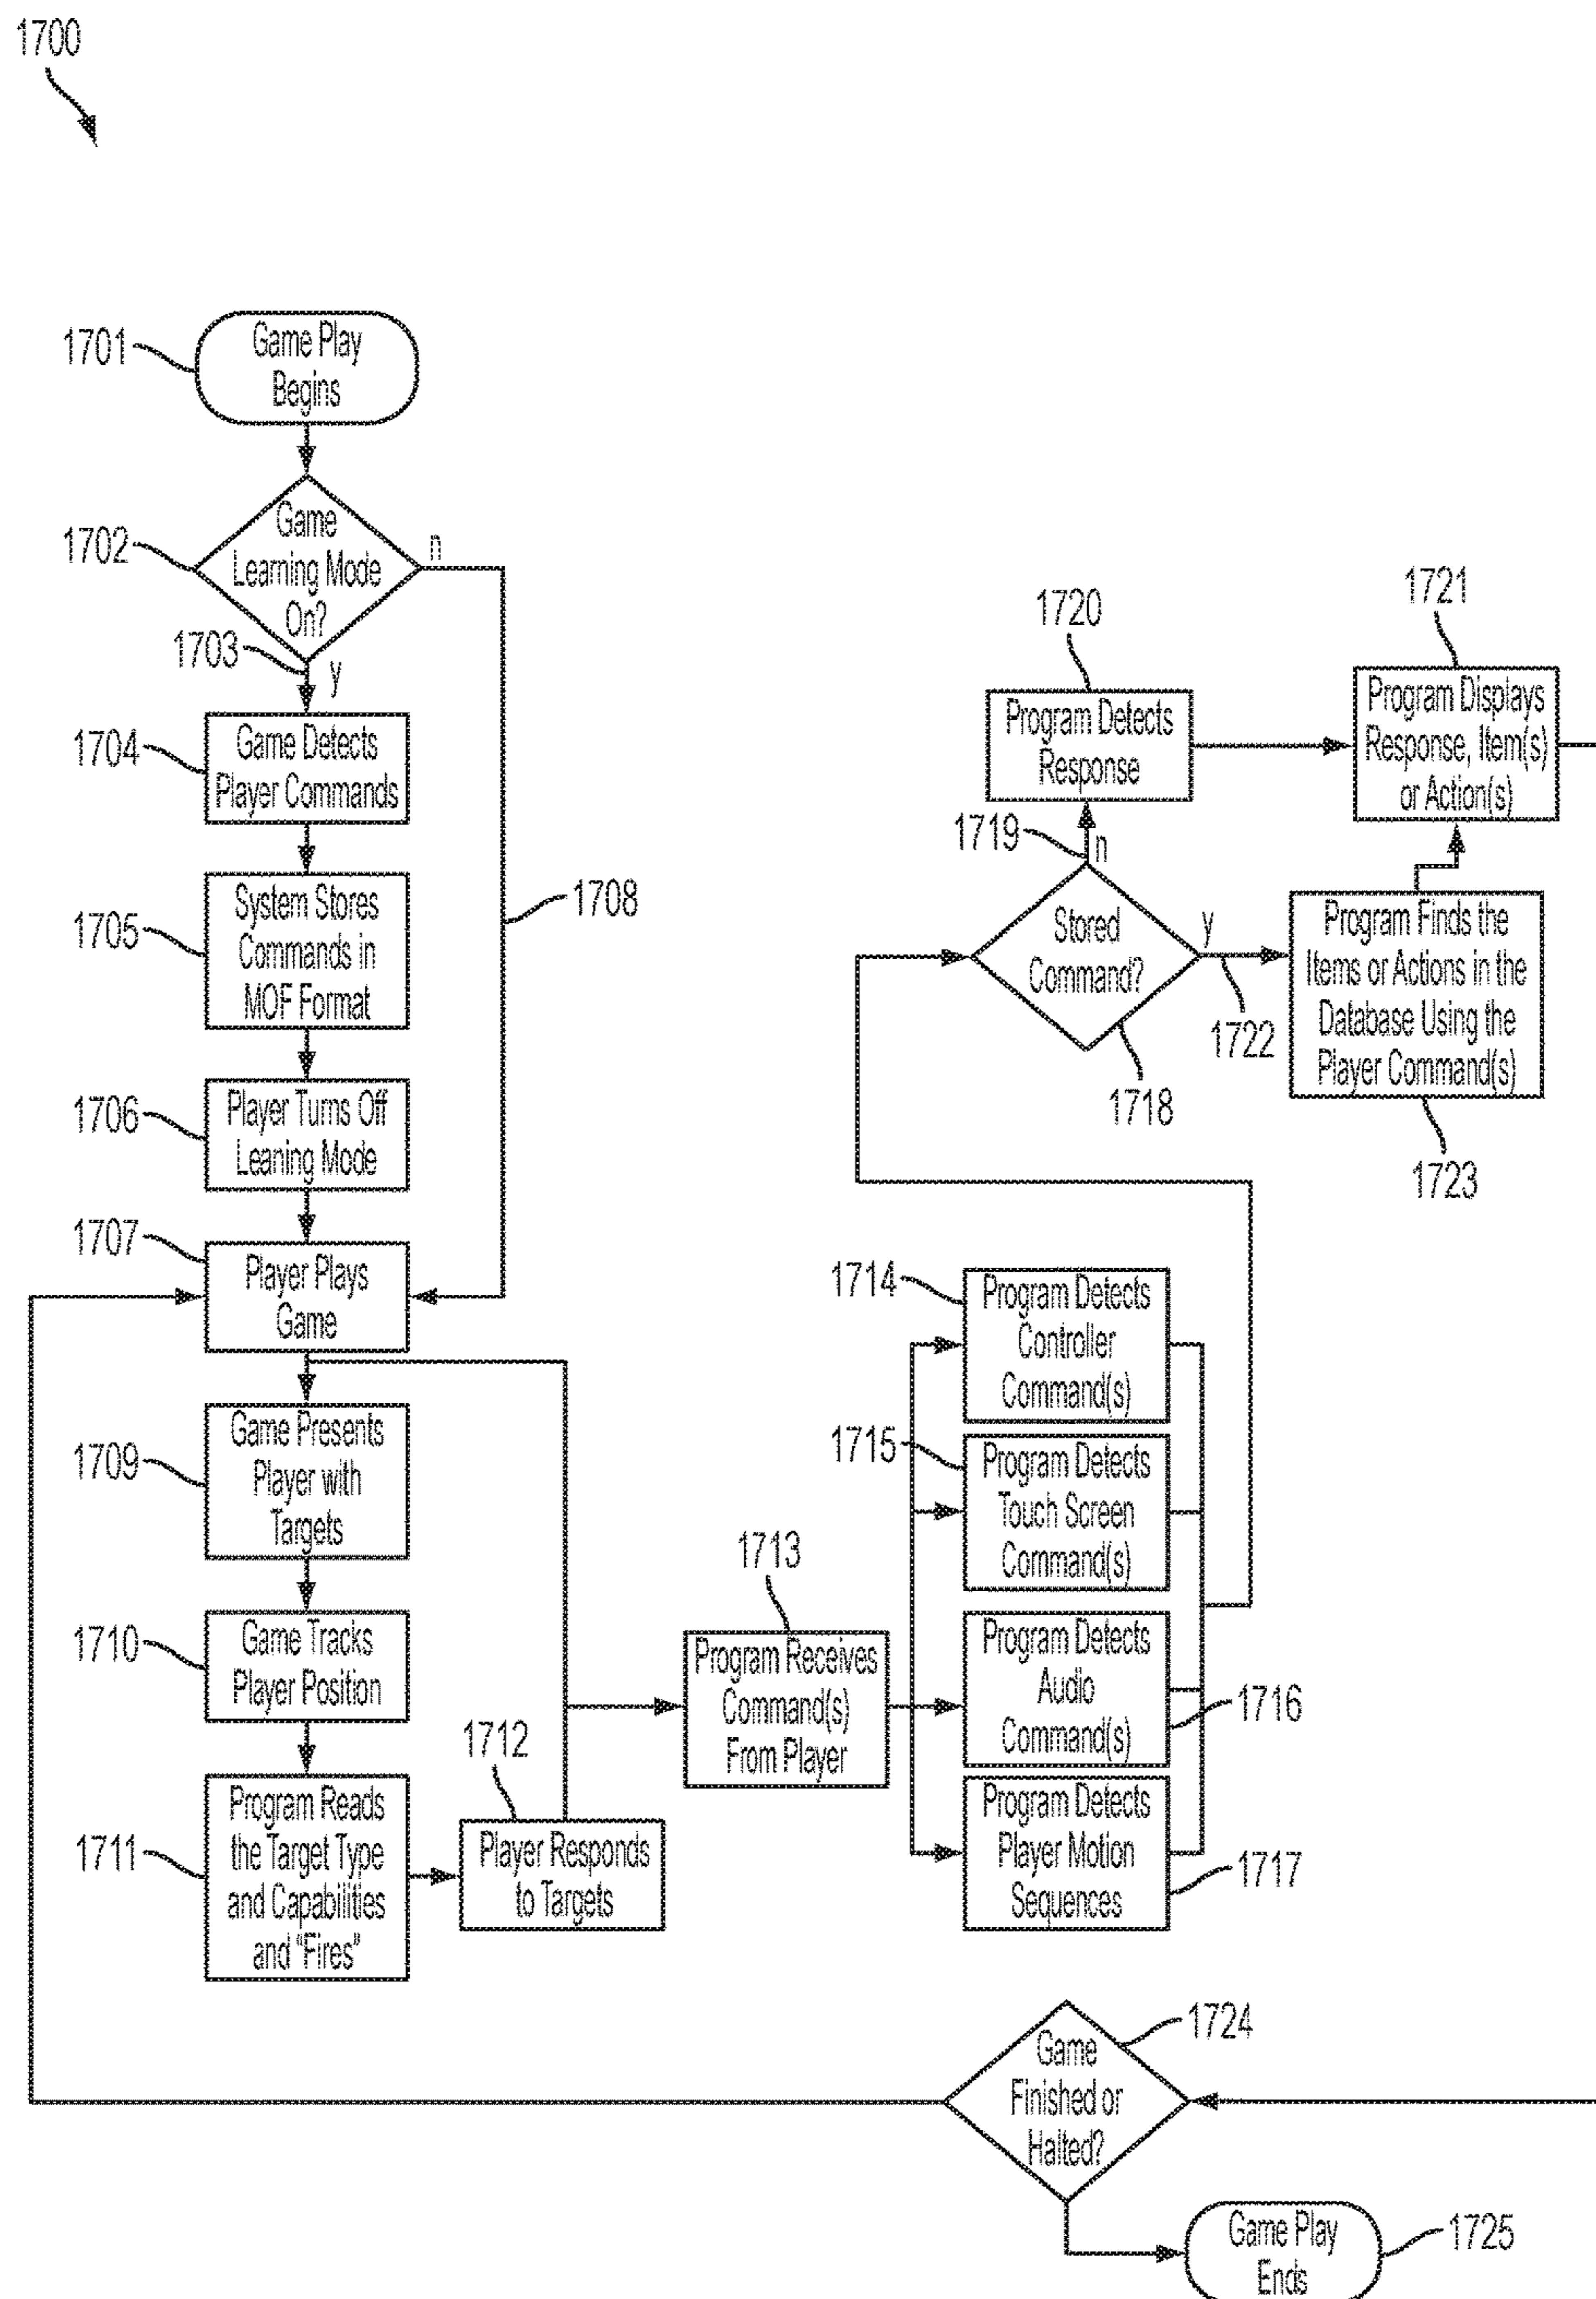 1700
1701
Game Play
Begins
1702
Game
Learning Mode
On?
n
1703
y
1704
Game Detects
Player Commands
1705
System Stores
Commands in
MOF Format
1708
1706
Player Turns Off
Leaning Mode
1707
Player Plays
Game
1709
Game Presents
Player with
Targets
1710
Game Tracks
Player Position
1711
Program Reads
the Target Type
and Capabilities
and "Fires"
1712
Player Responds
to Targets
1713
Program Receives
Command(s)
From Player
1714
Program Detects
Controller
Command(s)
1715
Program Detects
Touch Screen
Command(s)
Program Detects
Audio
Command(s)
1716
Program Detects
Player Motion
Sequences
1717
Stored
Command?
1718
1719
n
1720
Program Detects
Response
1721
Program Displays
Response, Item(s)
or Action(s)
y
1722
Program Finds the
Items or Actions in the
Database Using the
Player Command(s)
1723
Game
Finished or
Halted?
1724
Game Play
Ends
1725